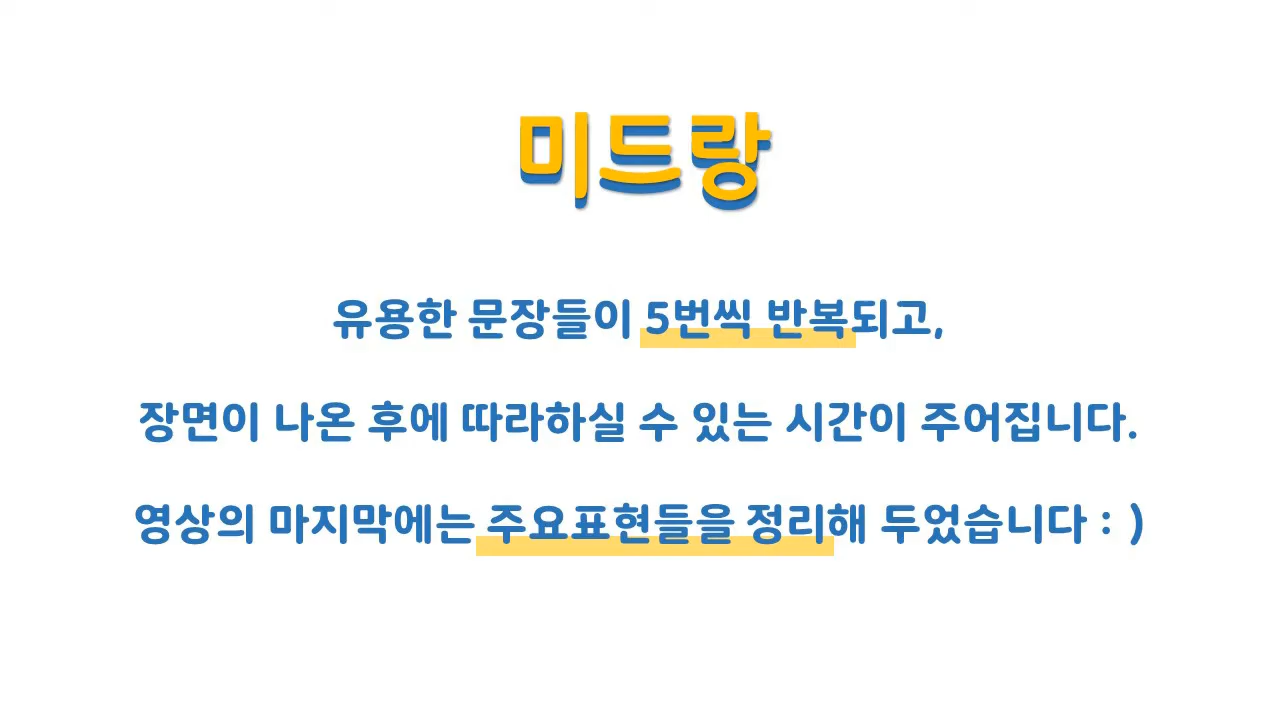 미드랑
유용한 문장들이 5번씩 반복되고,
장면이 나온 후에 따라하실 수 있는 시간이 주어집니다.
영상의 마지막에는 주요표현들을 정리해 두었습니다 : )